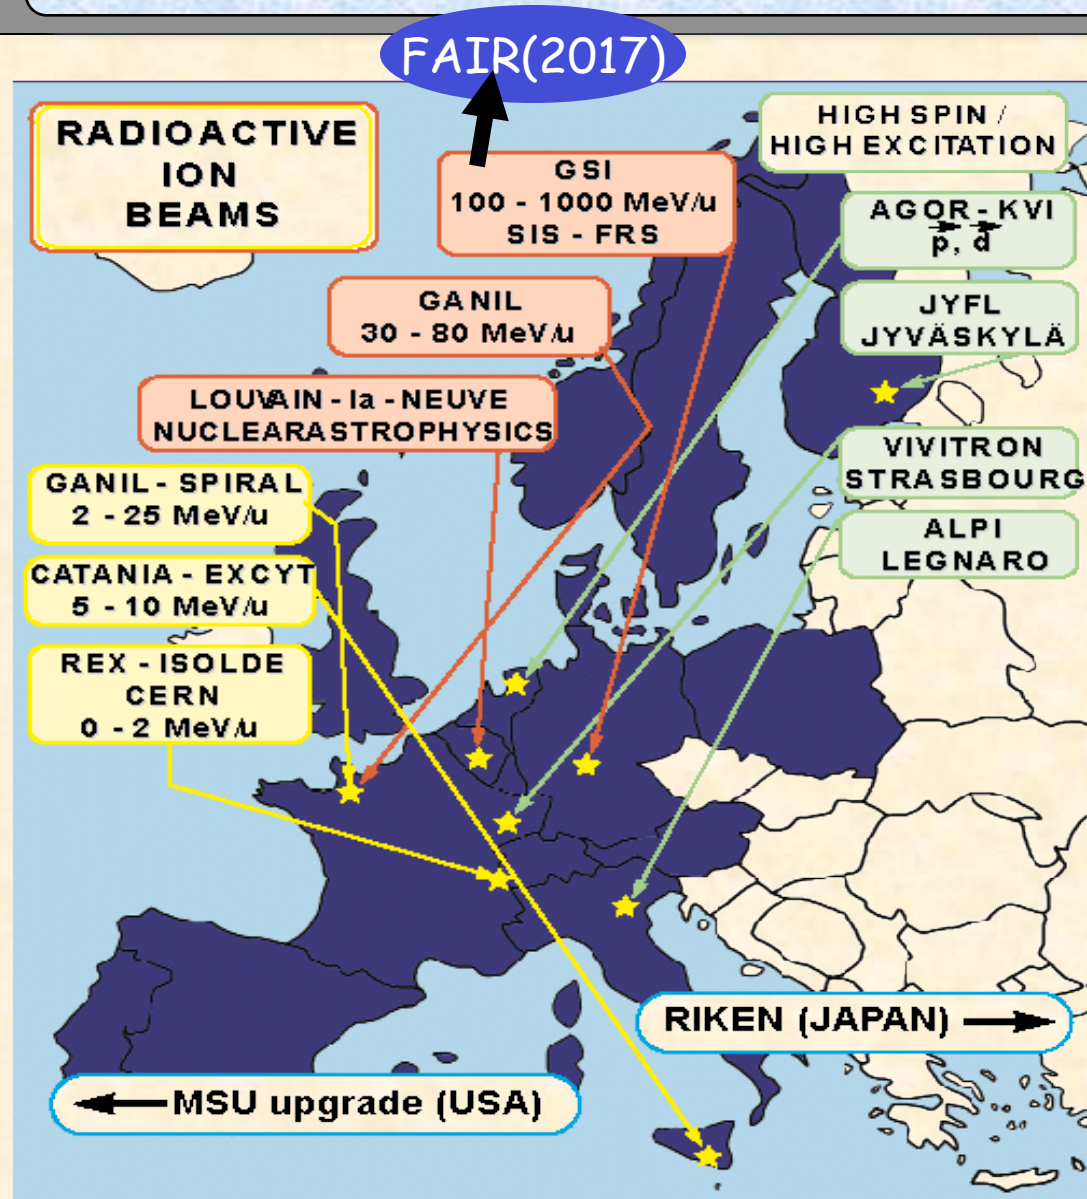 FAIR(2017)
RADIOACTIVE
ION
BEAMS
GSI
100 - 1000 MeV/u
SIS - FRS
HIGH SPIN /
HIGH EXCITATION
AGOR - KVI
p, d
GANIL
30 - 80 MeV/u
JYFL
JYVÄSKYLÄ
LOUVAIN - la - NEUVE
NUCLEARASTROPHYSICS
VIVITRON
STRASBOURG
GANIL - SPIRAL
2 - 25 MeV/u
ALPI
LEGNARO
CATANIA - EXCYT
5 - 10 MeV/u
REX - ISOLDE
CERN
0 - 2 MeV/u
RIKEN (JAPAN)
MSU upgrade (USA)